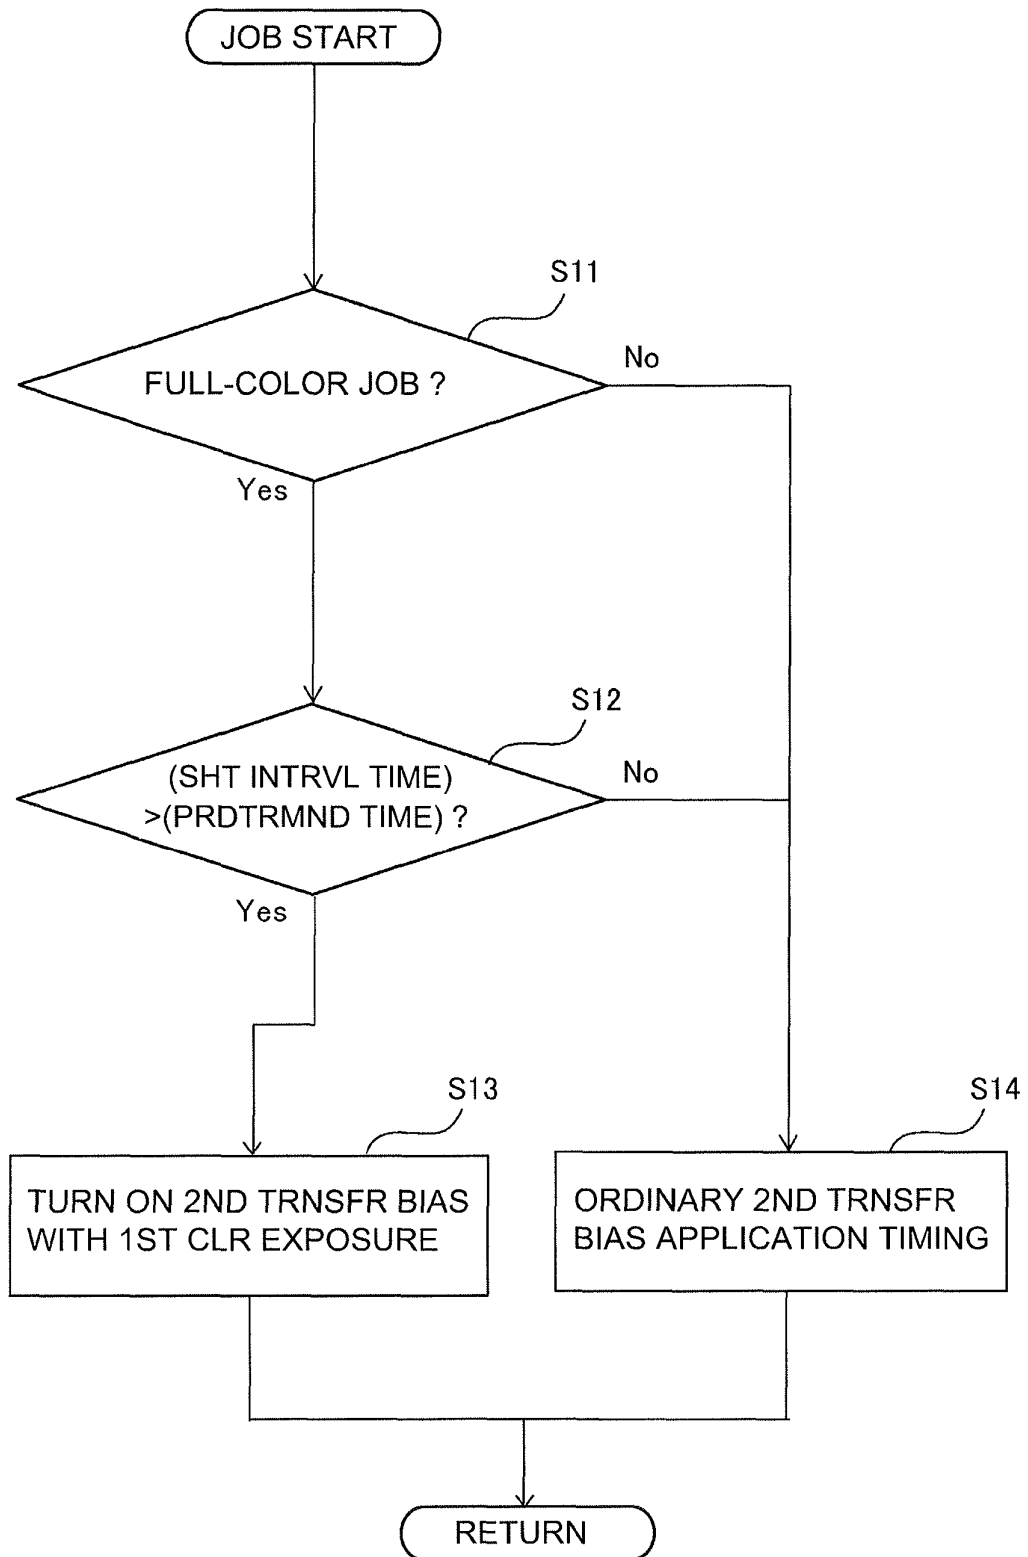 JOB START
S11
FULL-COLOR JOB ?
No
Yes
S12
(SHT INTRVL TIME)
>(PRDTRMND TIME) ?
No
Yes
S13
S14
TURN ON 2ND TRNSFR BIAS
WITH 1ST CLR EXPOSURE
ORDINARY 2ND TRNSFR
BIAS APPLICATION TIMING
RETURN